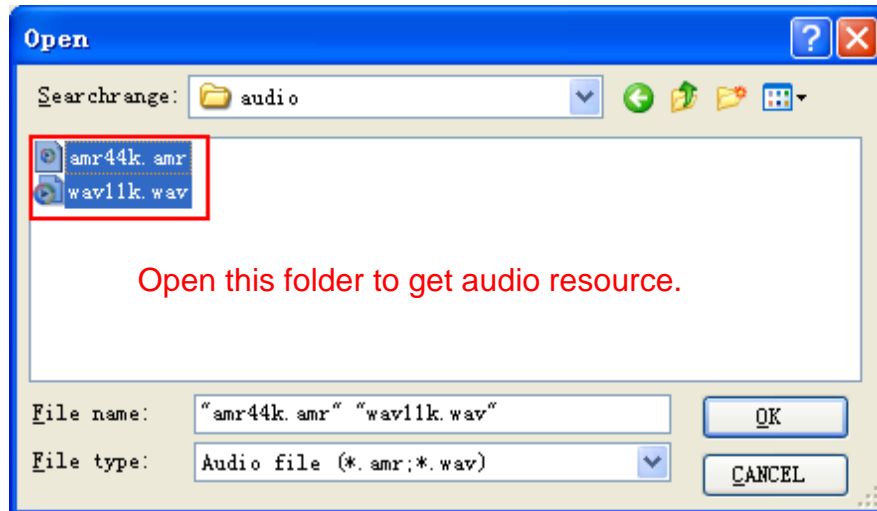 Open
Searchrange: audio
amr44k.amr
wav11k.wav
Open this folder to get audio resource.
File name: "amr44k.amr" "wav11k.wav"
OK
File type: Audio file (*.amr;*.wav)
CANCEL